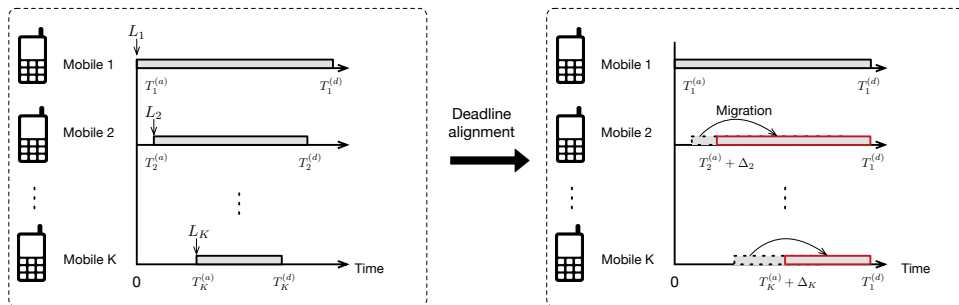 L_1
Mobile 1
T_1^{(a)}
T_1^{(d)}
L_2
Mobile 2
T_2^{(a)}
T_2^{(d)}
L_K
Mobile K
Time
0
T_K^{(a)}
T_K^{(d)}
Deadline
alignment
Mobile 1
T_1^{(a)}
T_1^{(d)}
Migration
Mobile 2
T_2^{(a)} + Δ_2
T_1^{(d)}
Mobile K
Time
0
T_K^{(a)} + Δ_K
T_1^{(d)}